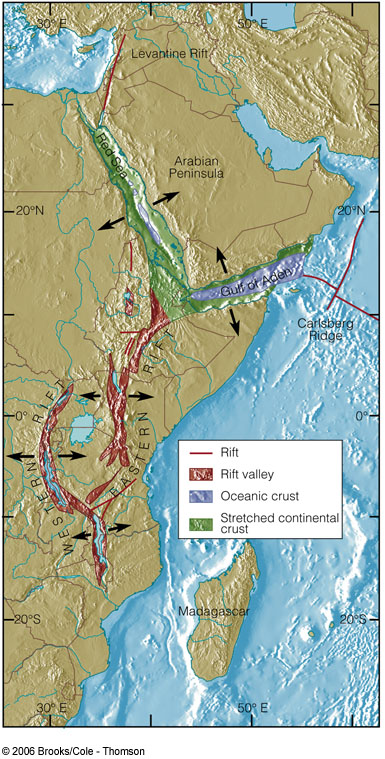 30° E
50° E
Levantine Rift
Red Sea
Arabian
Peninsula
20°N
20°N
Gulf of Aden
Carlsberg
Ridge
WESTERN RIFT
EASTERN RIFT
0°
0°
Rift
Rift valley
Oceanic crust
Stretched continental
crust
Madagascar
20°S
20°S
30° E
50° E
© 2006 Brooks/Cole - Thomson